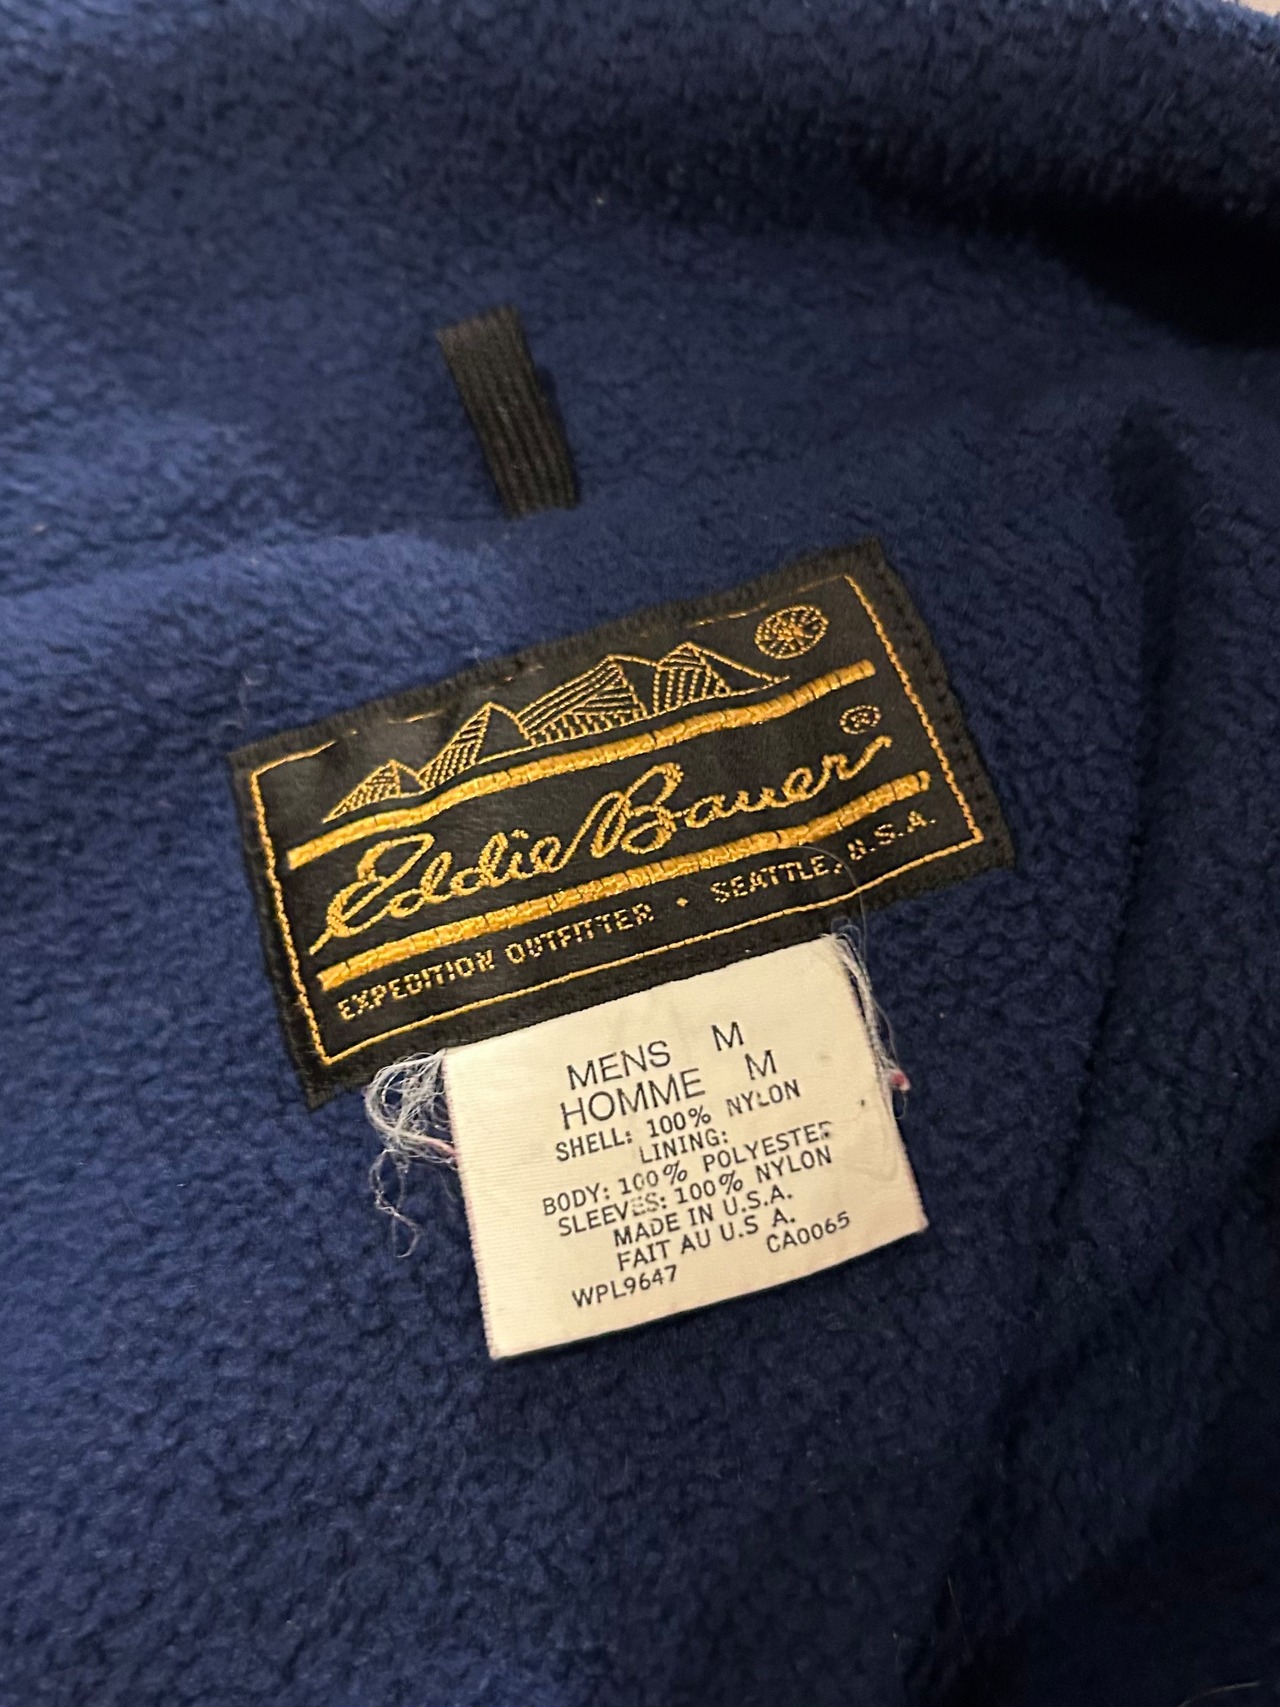 Eddie Bauer ®
EXPEDITION OUTFITTER • SEATTLE, U.S.A.
MENS M
HOMME M
SHELL: 100% NYLON
LINING:
BODY: 100% POLYESTER
SLEEVES: 100% NYLON
MADE IN U.S.A.
FAIT AU U.S A.
WPL9647 CA0065